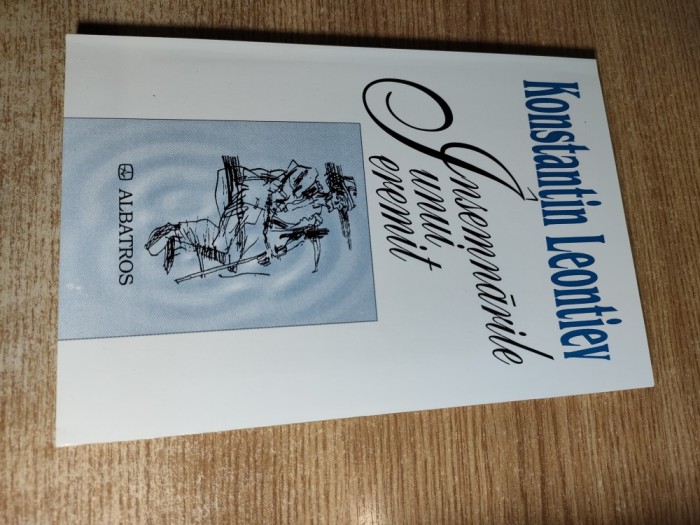 Konstantin Leontiev
Însemnările
unui
eremit
ALBATROS